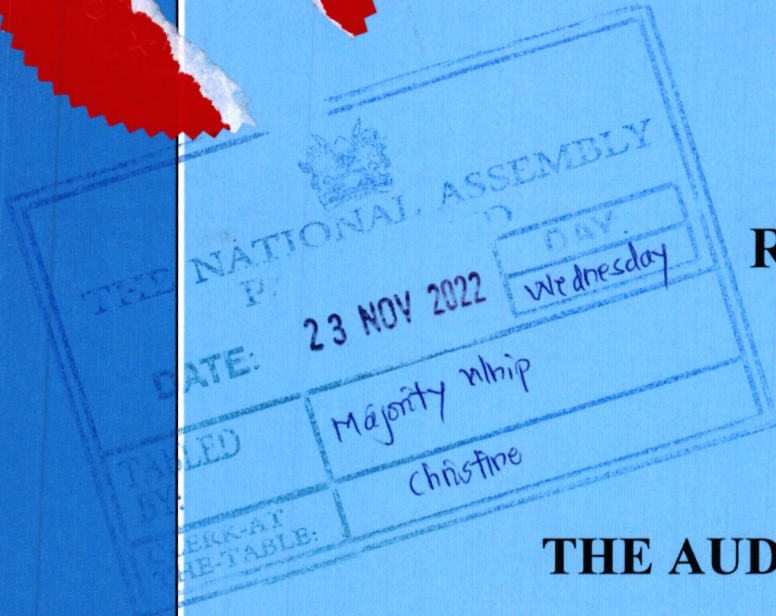 THE NATIONAL ASSEMBLY
P
D
DATE: 23 NOV 2022
DAY.
Wednesday
TABLED BY:
Majority Whip
CLERK-AT THE-TABLE:
Christine
R
THE AUD